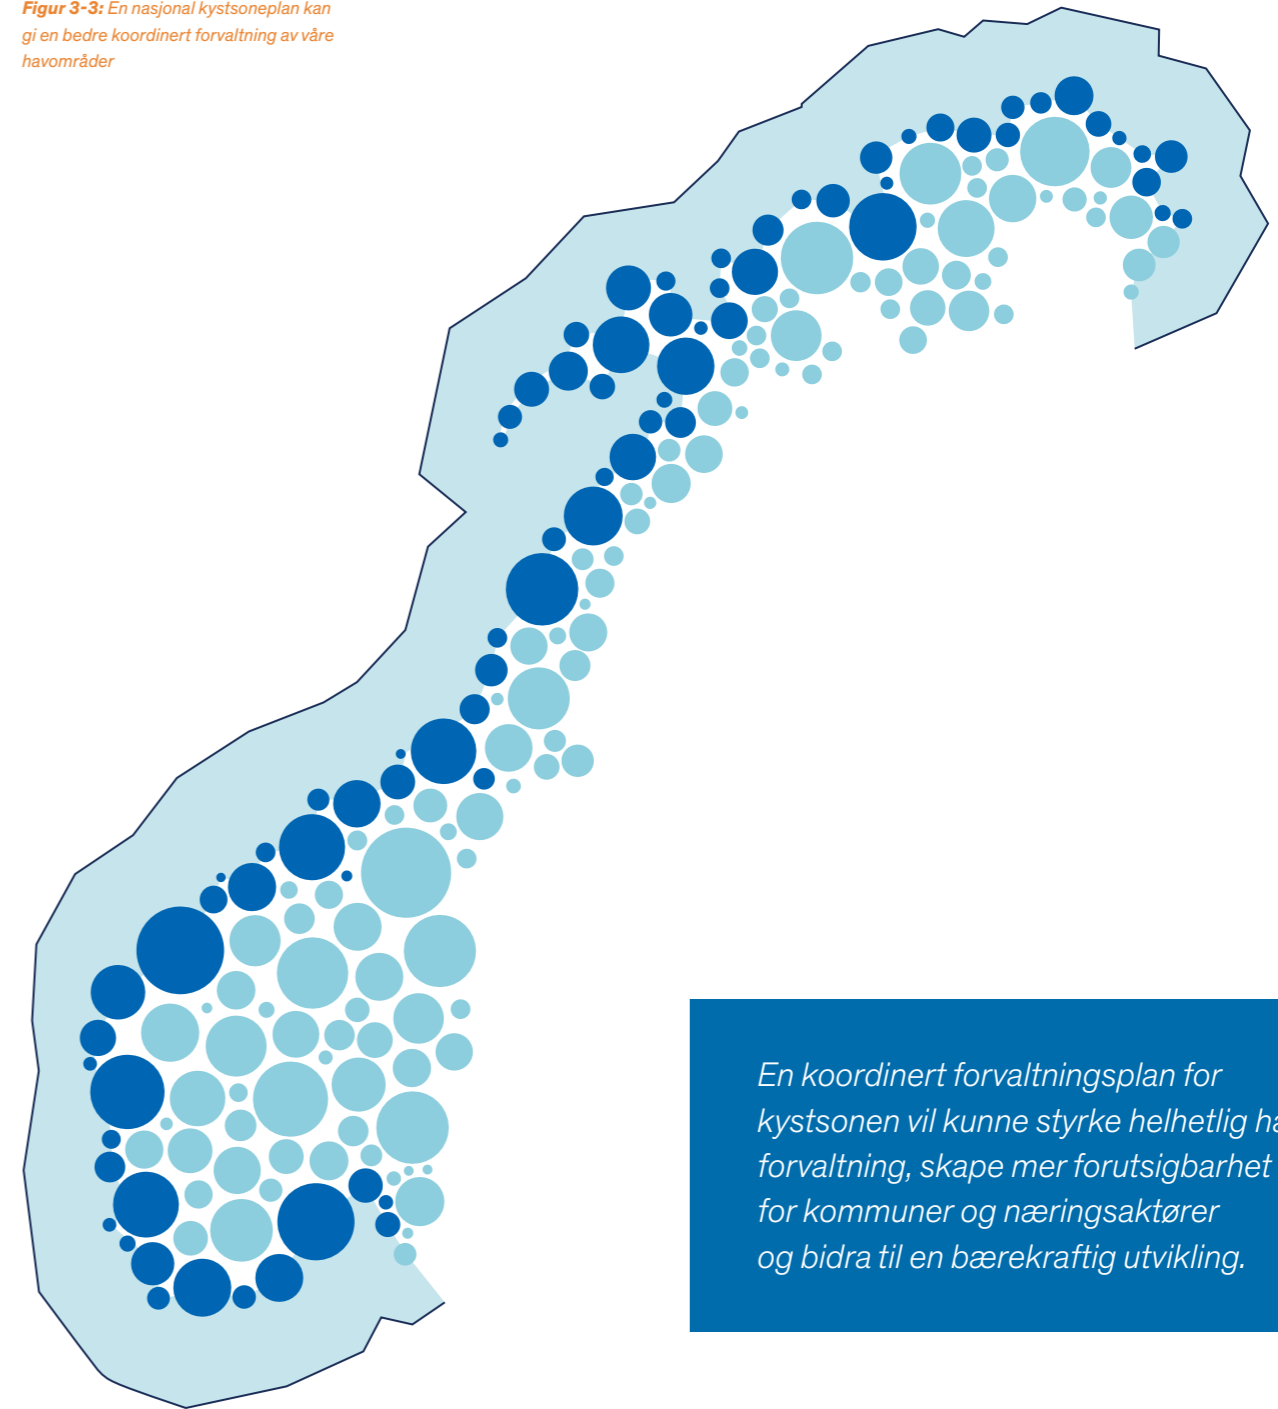 Figur 3-3: En nasjonal kystsoneplan kan
gi en bedre koordinert forvaltning av våre
havområder
En koordinert forvaltningsplan for
kystsonen vil kunne styrke helhetlig
forvaltning, skape mer forutsigbarhet
for kommuner og næringsaktører
og bidra til en bærekraftig utvikling.